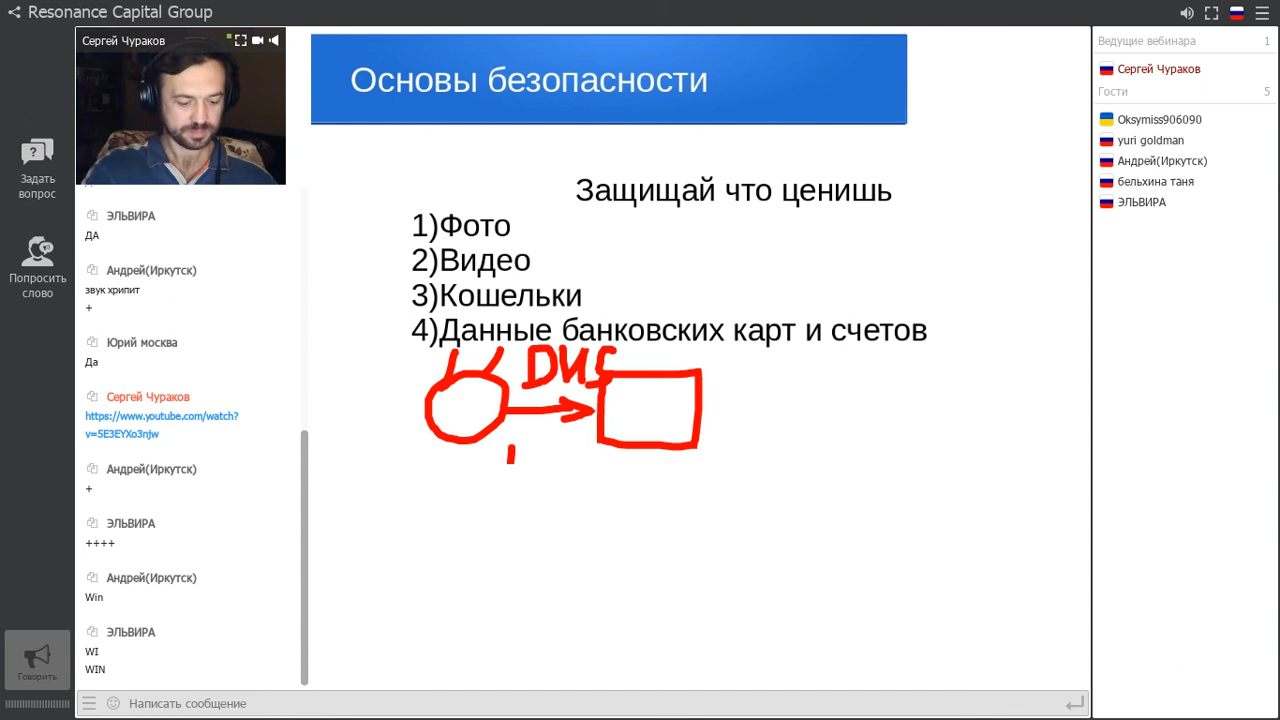 Resonance Capital Group
Сергей Чураков
Задать
вопрос
Попросить
слово
Говорить
ЭЛЬВИРА
ДА
Андрей(Иркутск)
звук хрипит
+
Юрий москва
Да
Сергей Чураков
https://www.youtube.com/watch?
v=5E3EYXo3njw
Андрей(Иркутск)
+
ЭЛЬВИРА
++++
Андрей(Иркутск)
Win
ЭЛЬВИРА
WI
WIN
Написать сообщение
Основы безопасности
Защищай что ценишь
1)Фото
2)Видео
3)Кошельки
4)Данные банковских карт и счетов
Ведущие вебинара 1
Сергей Чураков
Гости 5
Oksymiss906090
yuri goldman
Андрей(Иркутск)
бельхина таня
ЭЛЬВИРА